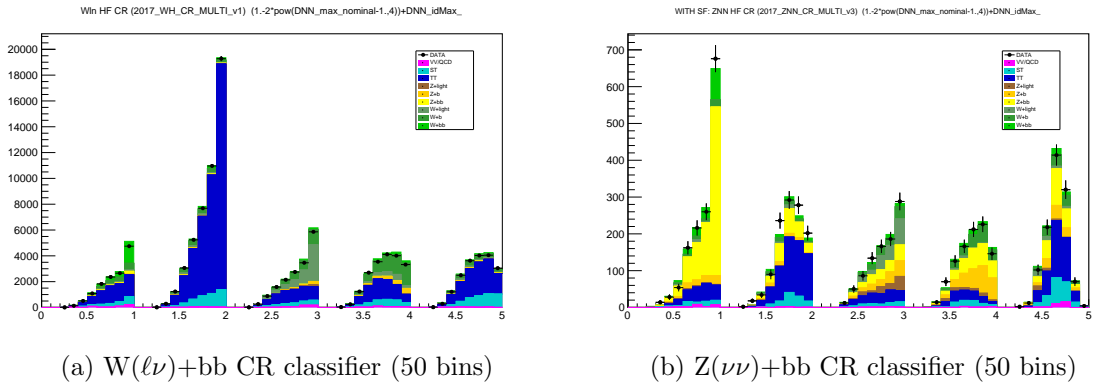 Wln HF CR (2017_WH_CR_MULTI_v1) (1.-2*pow(DNN_max_nominal-1.,4))+DNN_idMax_
20000
18000
16000
14000
12000
10000
8000
6000
4000
2000
0
0 0.5 1 1.5 2 2.5 3 3.5 4 4.5 5
DATA
VV/QCD
ST
TT
Z+light
Z+b
Z+bb
W+light
W+b
W+bb
(a) W(ℓν)+bb CR classifier (50 bins)
WITH SF: ZNN HF CR (2017_ZNN_CR_MULTI_v3) (1.-2*pow(DNN_max_nominal-1.,4))+DNN_idMax_
700
600
500
400
300
200
100
0
0 0.5 1 1.5 2 2.5 3 3.5 4 4.5 5
DATA
VV/QCD
ST
TT
Z+light
Z+b
Z+bb
W+light
W+b
W+bb
(b) Z(νν)+bb CR classifier (50 bins)